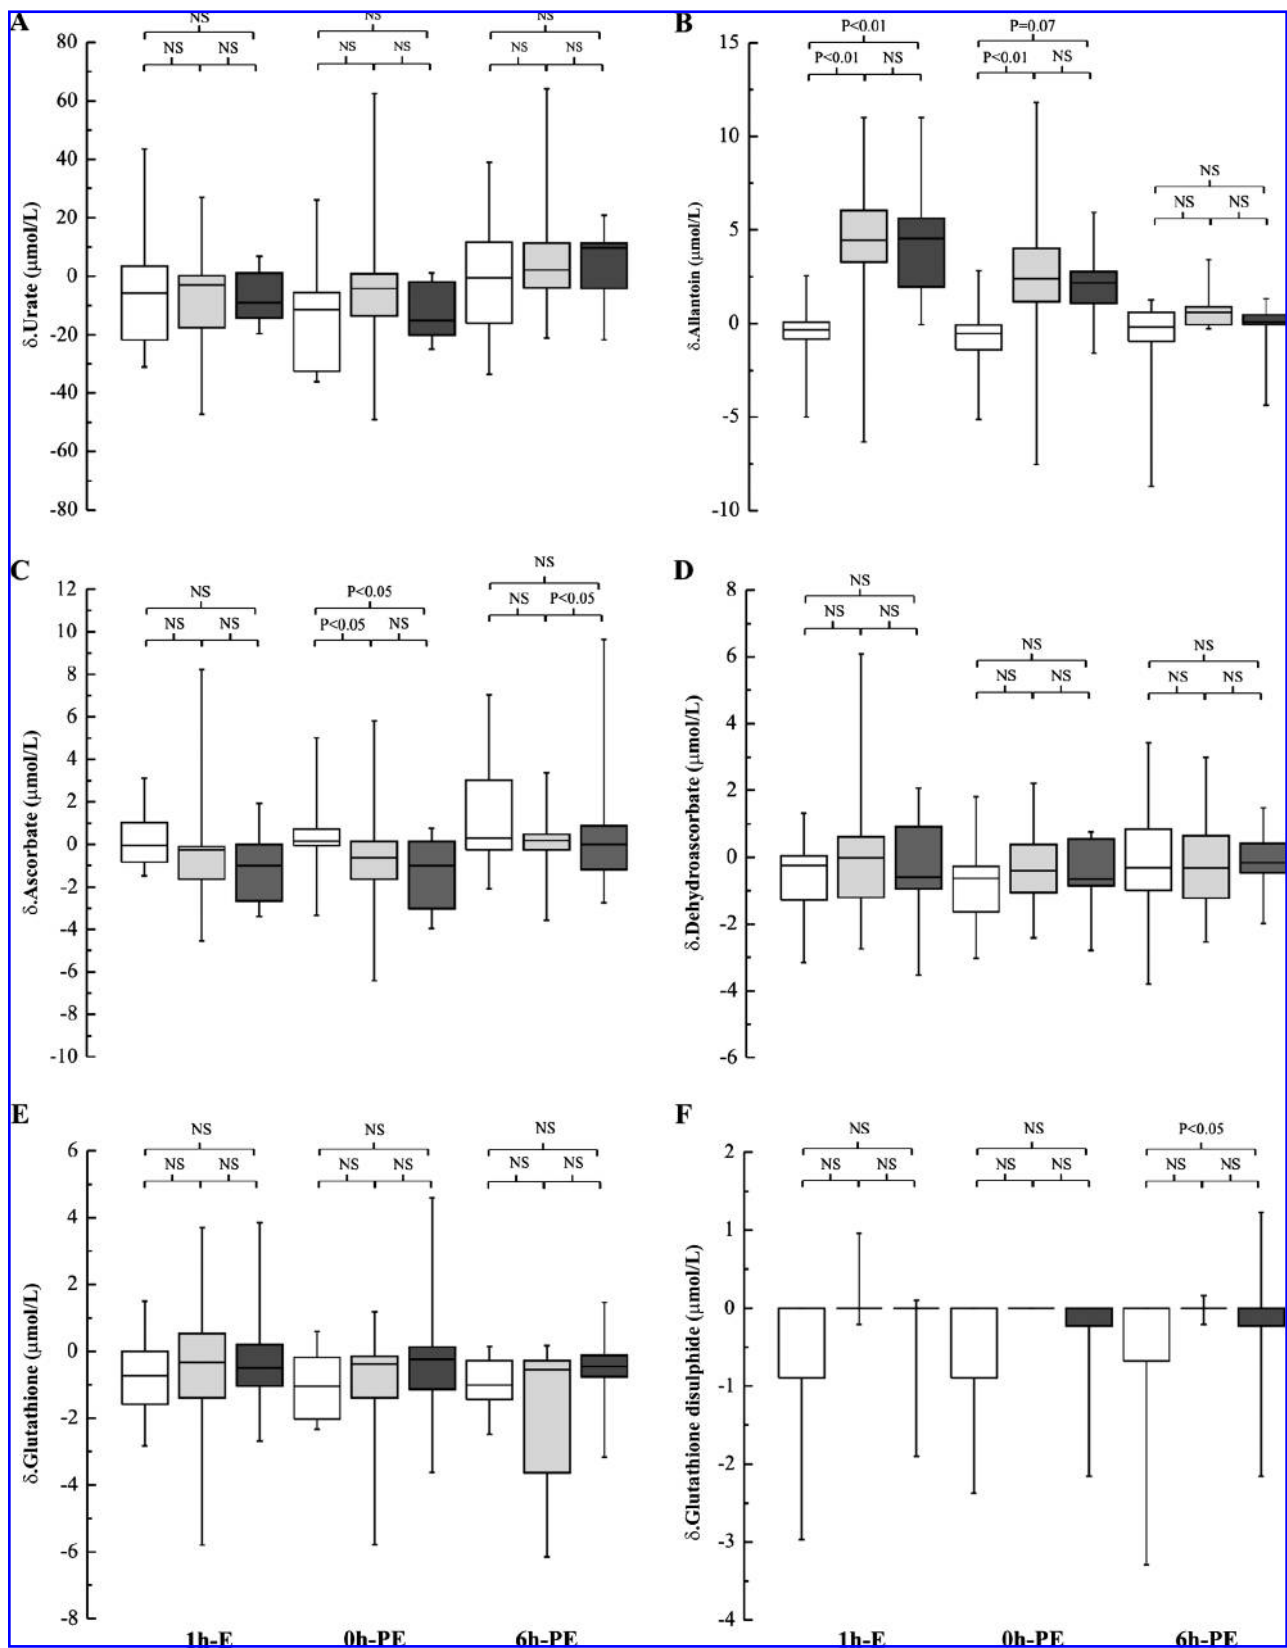 A
NS NS NS
NS NS NS NS NS NS
80
60
40
20
0
-20
-40
-60
-80
δ.Urate (µmol/L)
B
P<0.01 P=0.07
P<0.01 NS P<0.01 NS
NS
NS NS
15
10
5
0
-5
-10
δ.Allantoin (µmol/L)
C
NS
NS P<0.05
NS P<0.05
P<0.05 NS
NS NS
12
10
8
6
4
2
0
-2
-4
-6
-8
-10
δ.Ascorbate (µmol/L)
D
NS
NS NS
NS NS
NS NS NS NS
8
6
4
2
0
-2
-4
-6
δ.Dehydroascorbate (µmol/L)
E
NS NS NS
NS NS NS NS NS NS
6
4
2
0
-2
-4
-6
-8
δ.Glutathione (µmol/L)
1h-E 0h-PE 6h-PE
F
NS NS P<0.05
NS NS NS NS NS NS
2
1
0
-1
-2
-3
-4
δ.Glutathione disulphide (µmol/L)
1h-E 0h-PE 6h-PE